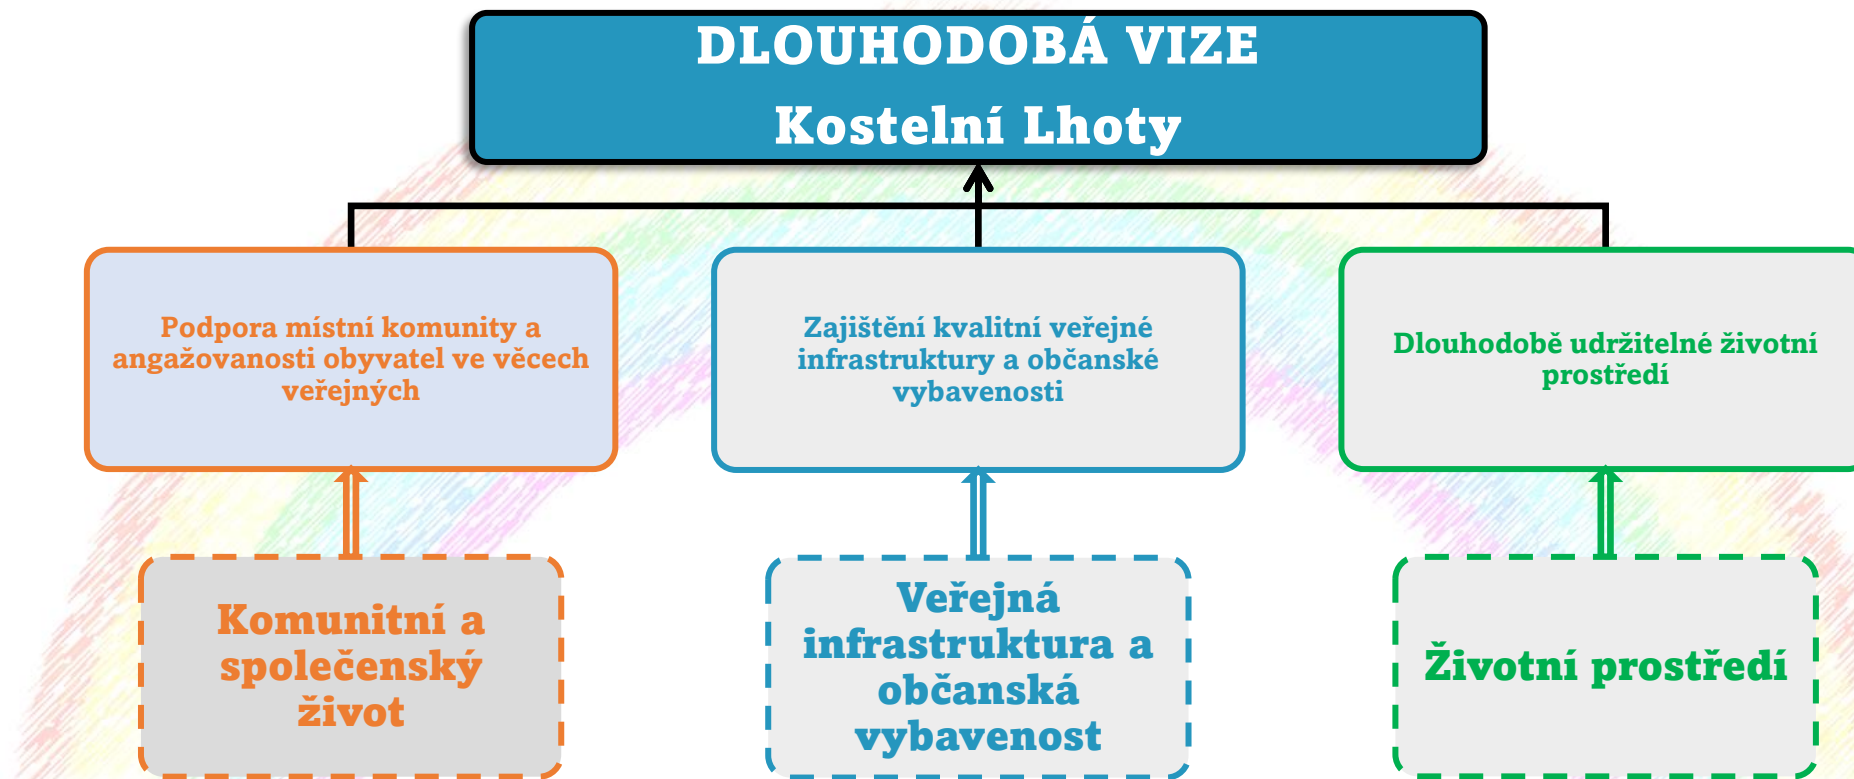 DLOUHODOBÁ VIZE
Kostelní Lhoty
Podpora místní komunity a
angažovanosti obyvatel ve věcech
veřejných
Zajištění kvalitní veřejné
infrastruktury a občanské
vybavenosti
Dlouhodobě udržitelné životní
prostředí
Komunitní a
společenský
život
Veřejná
infrastruktura a
občanská
vybavenost
Životní prostředí